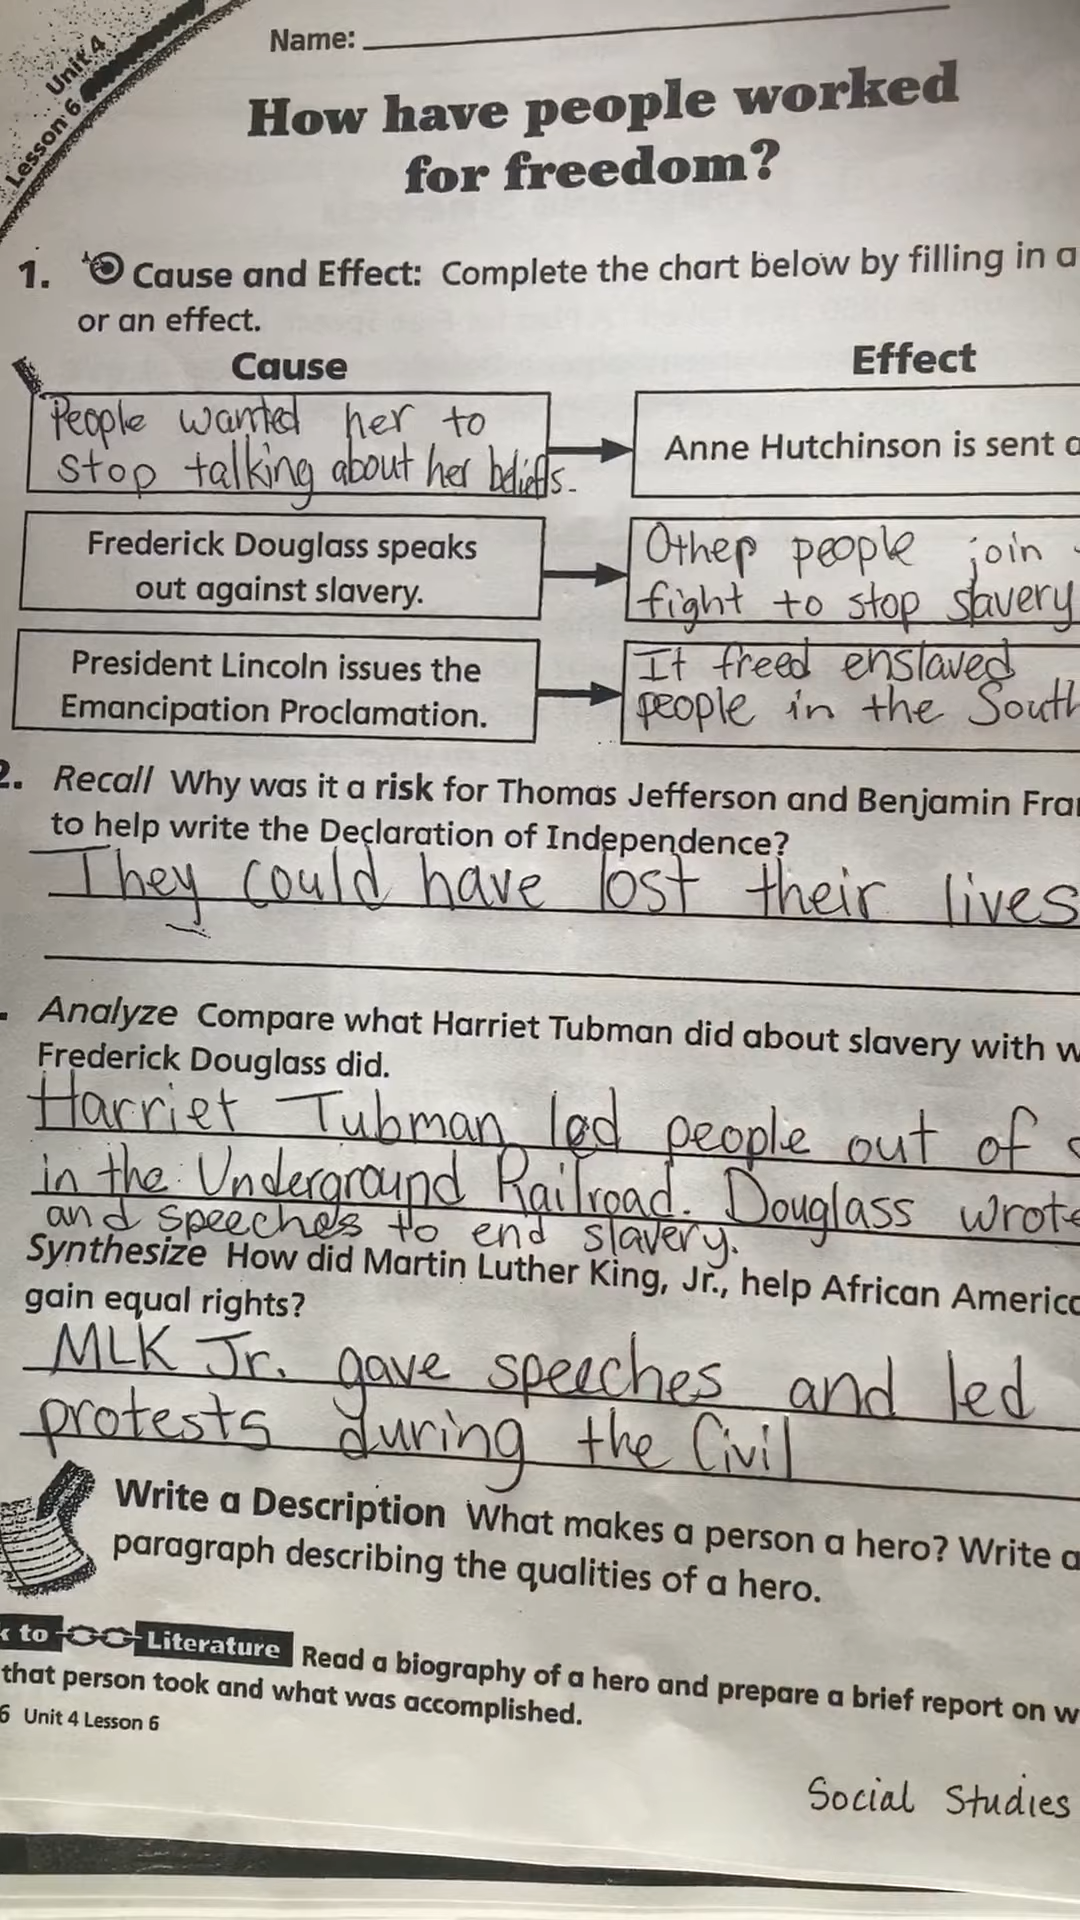 Unit 4
Lesson 6
Name:
How have people worked
for freedom?
1. Cause and Effect: Complete the chart below by filling in a
or an effect.
Cause
Effect
People wanted her to
stop talking about her beliefs.
Anne Hutchinson is sent
Frederick Douglass speaks
out against slavery.
Other people join
fight to stop slavery
President Lincoln issues the
Emancipation Proclamation.
It freed enslaved
people in the South
2. Recall Why was it a risk for Thomas Jefferson and Benjamin
to help write the Declaration of Independence?
They could have lost their lives
Analyze Compare what Harriet Tubman did about slavery with
Frederick Douglass did.
Harriet Tubman led people out of
in the Underground Railroad. Douglass wrote
and speeches to end slavery.
Synthesize How did Martin Luther King, Jr., help African
gain equal rights?
MLK Jr. gave speeches and led
protests during the Civil
Write a Description What makes a person a hero? Write a
paragraph describing the qualities of a hero.
to Literature Read a biography of a hero and prepare a brief report on
that person took and what was accomplished.
6 Unit 4 Lesson 6
Social Studies